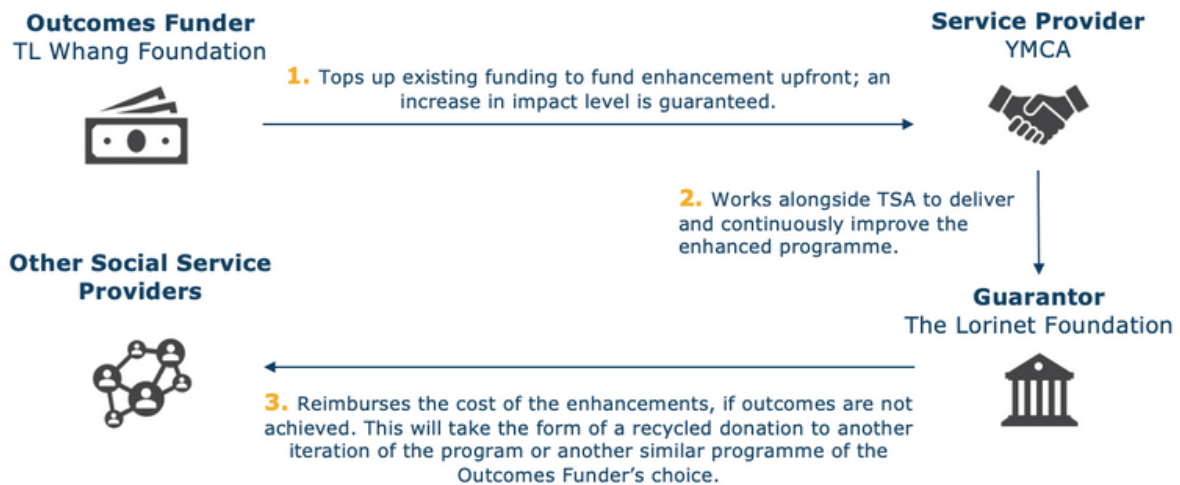 Outcomes Funder
TL Whang Foundation
Service Provider
YMCA
1. Tops up existing funding to fund enhancement upfront; an
increase in impact level is guaranteed.
2. Works alongside TSA to deliver
and continuously improve the
enhanced programme.
Other Social Service
Providers
Guarantor
The Lorinet Foundation
3. Reimburses the cost of the enhancements, if outcomes are not
achieved. This will take the form of a recycled donation to another
iteration of the program or another similar programme of the
Outcomes Funder's choice.